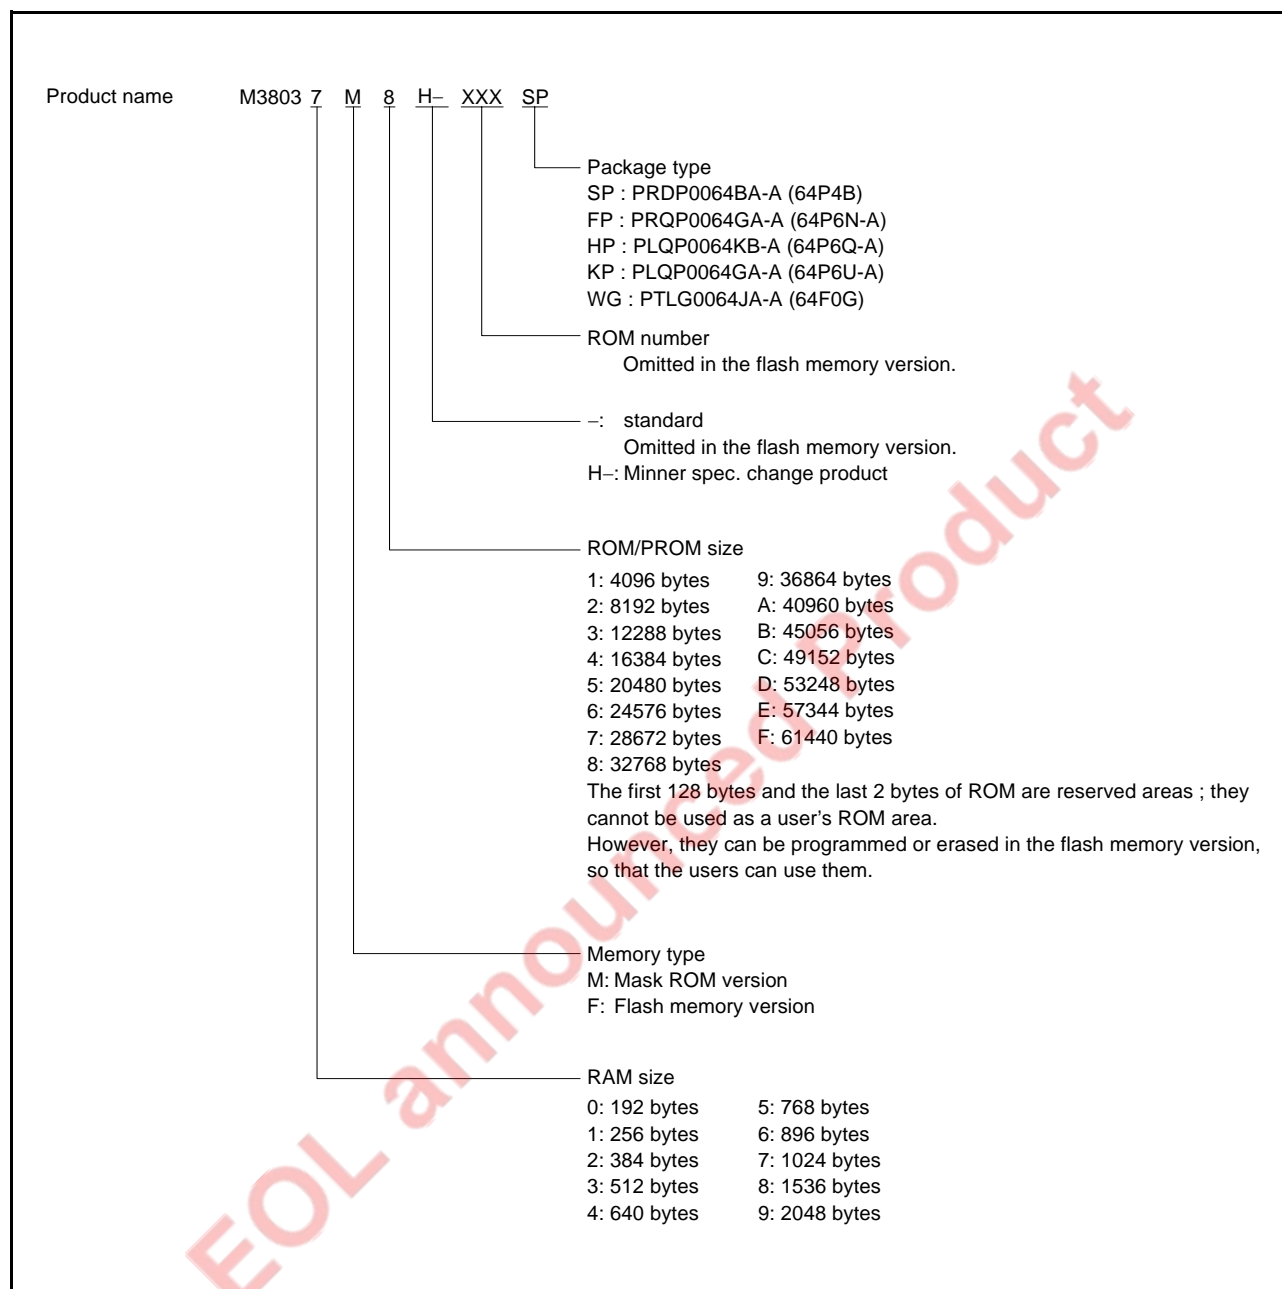 Product name M3803 7 M 8 H– XXX SP
Package type
SP : PRDP0064BA-A (64P4B)
FP : PRQP0064GA-A (64P6N-A)
HP : PLQP0064KB-A (64P6Q-A)
KP : PLQP0064GA-A (64P6U-A)
WG : PTLG0064JA-A (64F0G)
ROM number
Omitted in the flash memory version.
–: standard
Omitted in the flash memory version.
H–: Minner spec. change product
ROM/PROM size
1: 4096 bytes 9: 36864 bytes
2: 8192 bytes A: 40960 bytes
3: 12288 bytes B: 45056 bytes
4: 16384 bytes C: 49152 bytes
5: 20480 bytes D: 53248 bytes
6: 24576 bytes E: 57344 bytes
7: 28672 bytes F: 61440 bytes
8: 32768 bytes
The first 128 bytes and the last 2 bytes of ROM are reserved areas ; they
cannot be used as a user's ROM area.
However, they can be programmed or erased in the flash memory version,
so that the users can use them.
Memory type
M: Mask ROM version
F: Flash memory version
RAM size
0: 192 bytes 5: 768 bytes
1: 256 bytes 6: 896 bytes
2: 384 bytes 7: 1024 bytes
3: 512 bytes 8: 1536 bytes
4: 640 bytes 9: 2048 bytes
EOL announced Product